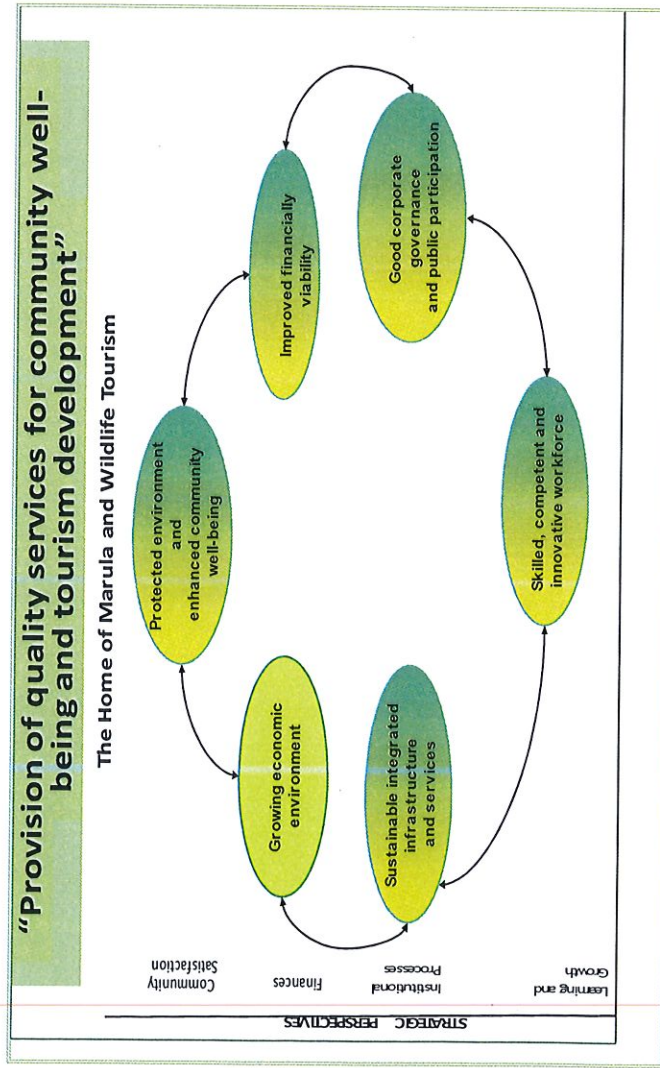 “Provision of quality services for community well-
being and tourism development”
The Home of Marula and Wildlife Tourism
STRATEGIC PERSPECTIVES
Community
Satisfaction
Protected environment
and
enhanced community
well-being
Finances
Growing economic
environment
Improved financially
viability
Institutional
Processes
Sustainable integrated
infrastructure
and services
Good corporate
governance
and public participation
Learning and
Growth
Skilled, competent and
innovative workforce